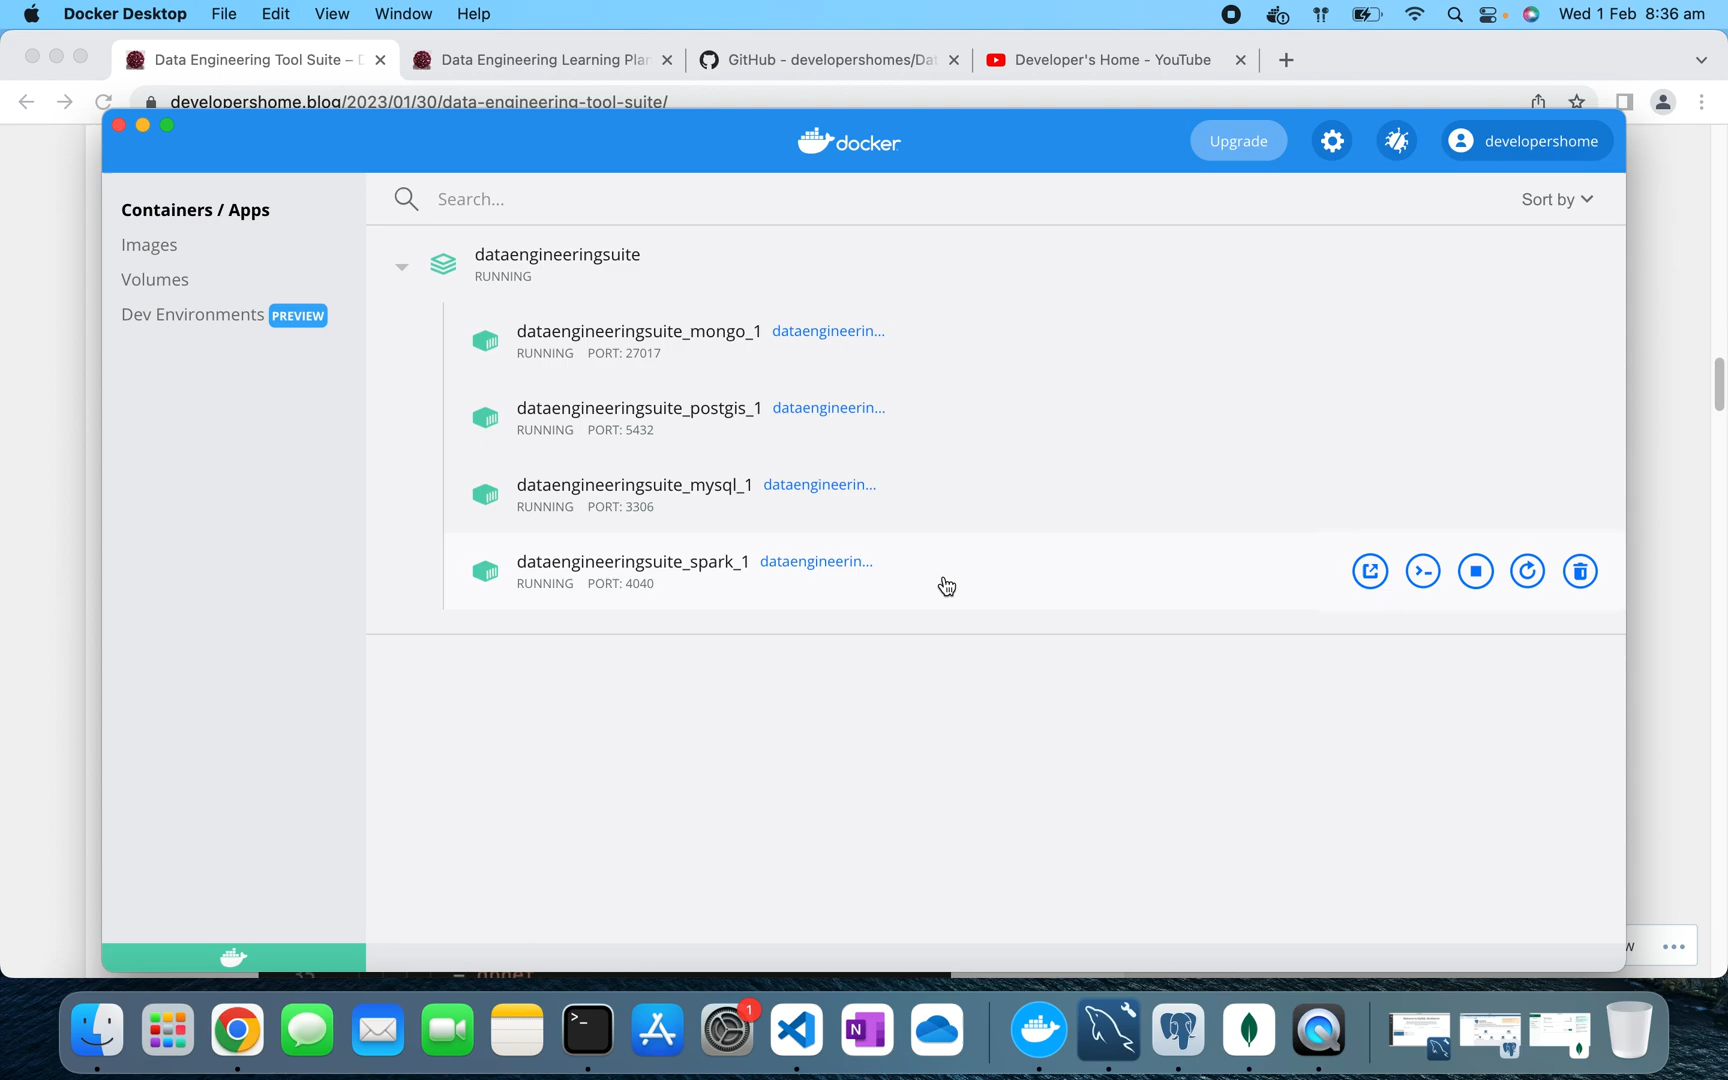 Docker Desktop File Edit View Window Help Wed 1 Feb 8:36 am
Data Engineering Tool Suite – D Data Engineering Learning Plan GitHub - developershomes/Dat Developer's Home - YouTube
developershome.blog/2023/01/30/data-engineering-tool-suite/
docker Upgrade developershome
Containers / Apps
Images
Volumes
Dev Environments PREVIEW
Search... Sort by
dataengineeringsuite
RUNNING
dataengineeringsuite_mongo_1 dataengineerin...
RUNNING PORT: 27017
dataengineeringsuite_postgis_1 dataengineerin...
RUNNING PORT: 5432
dataengineeringsuite_mysql_1 dataengineerin...
RUNNING PORT: 3306
dataengineeringsuite_spark_1 dataengineerin...
RUNNING PORT: 4040
1